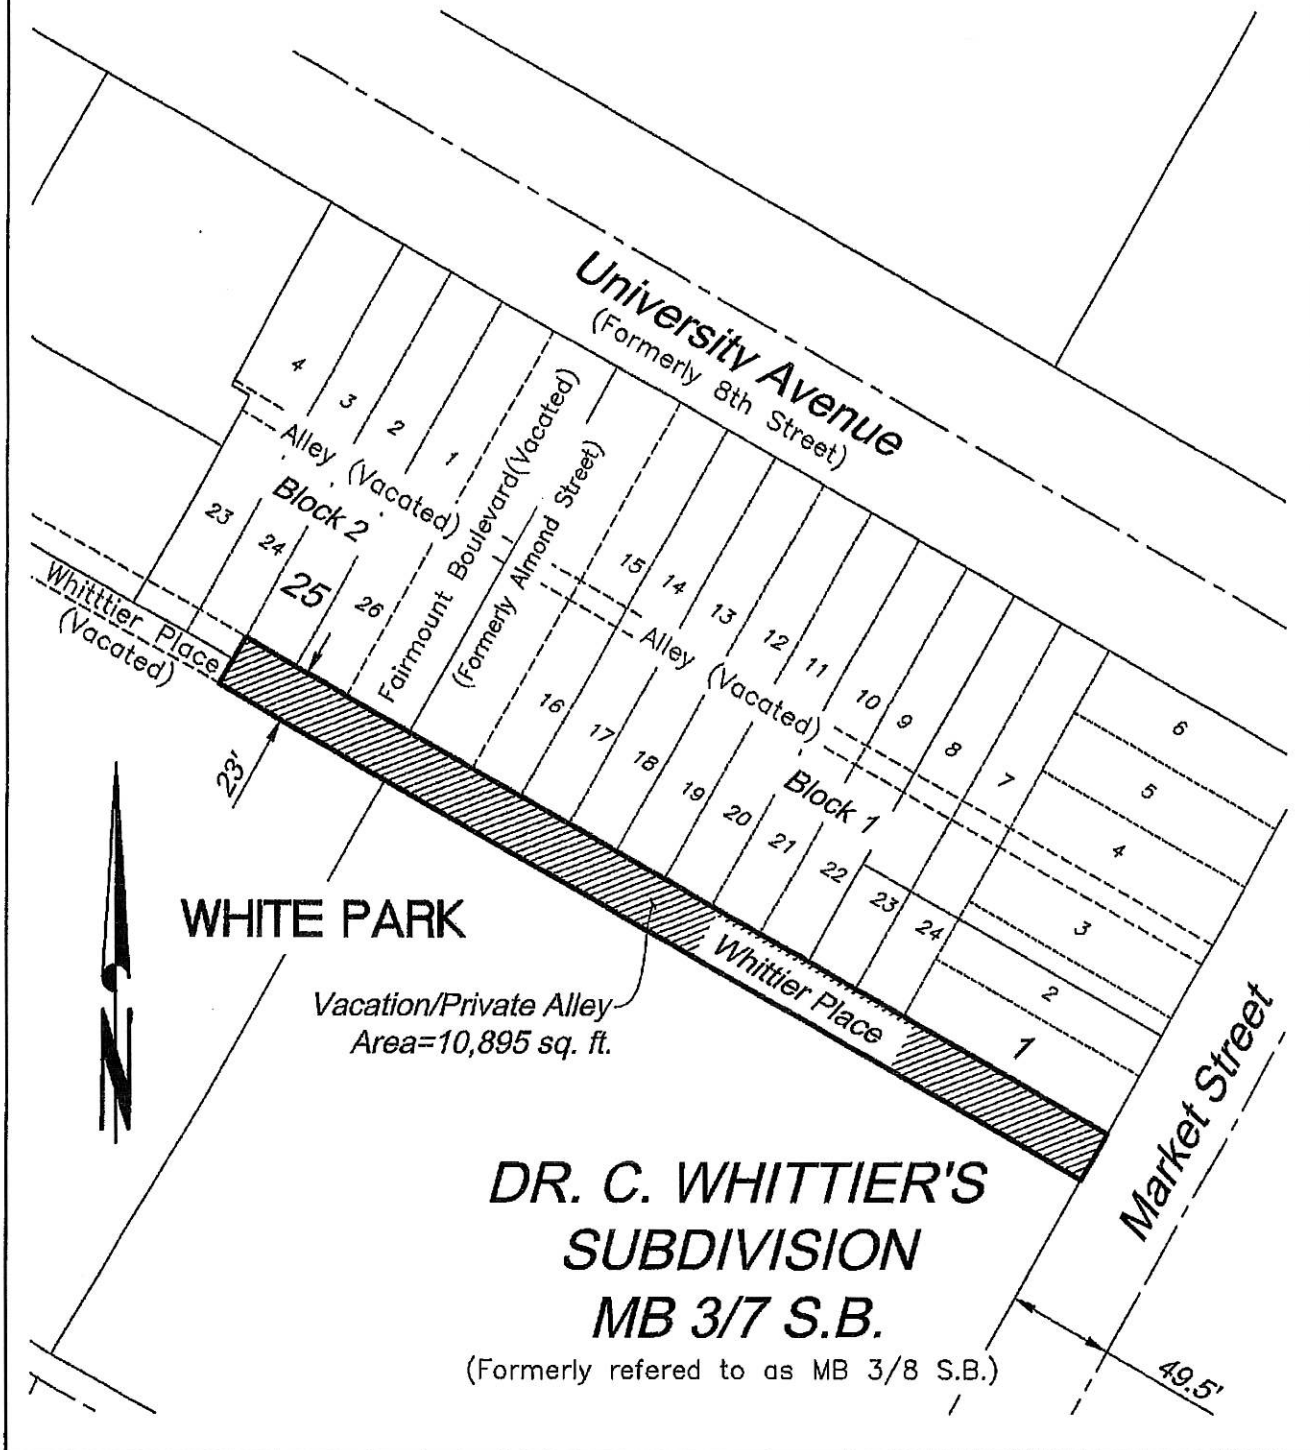 University Avenue
(Formerly 8th Street)
4
3
2
1
Alley (Vacated)
Block 2
23
24
25
26
Fairmount Boulevard(Vacated)
(Formerly Almond Street)
Whitttier Place
(Vacated)
23'
15
14
13
12
11
10
9
8
7
6
5
4
3
2
1
Alley (Vacated)
Block 1
16
17
18
19
20
21
22
23
24
Whittier Place
WHITE PARK
Vacation/Private Alley
Area=10,895 sq. ft.
N
Market Street
49.5'
DR. C. WHITTIER'S
SUBDIVISION
MB 3/7 S.B.
(Formerly refered to as MB 3/8 S.B.)